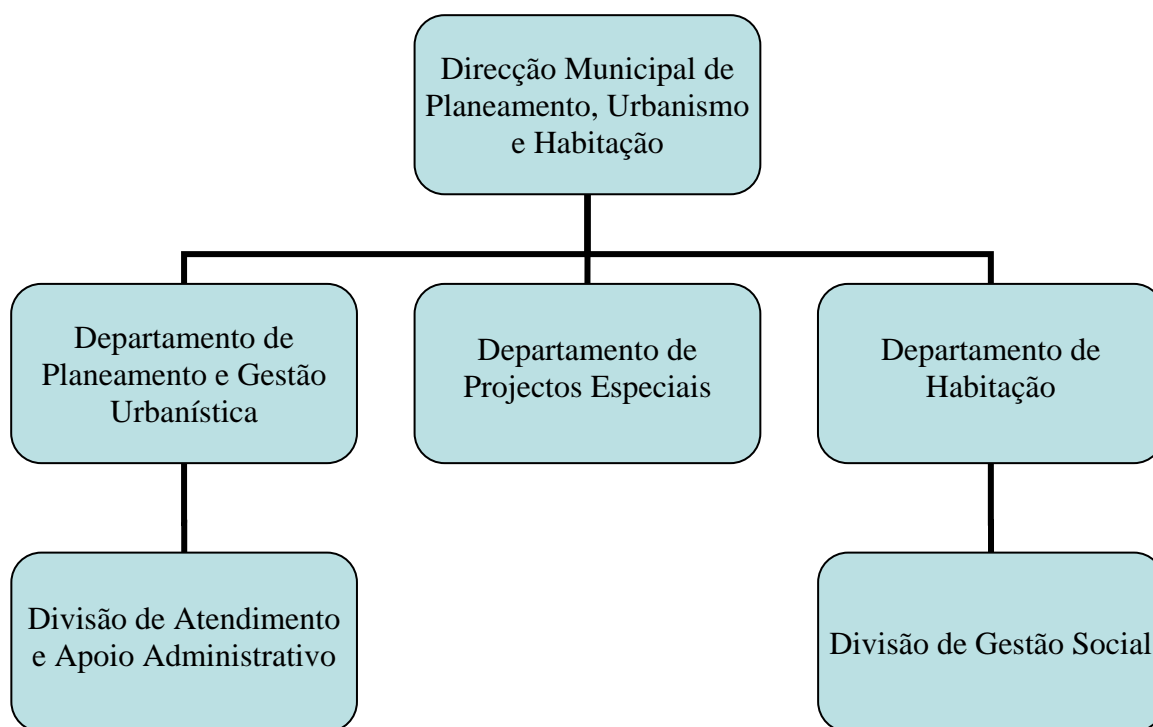 Direcção Municipal de
Planeamento, Urbanismo
e Habitação
Departamento de
Planeamento e Gestão
Urbanística
Departamento de
Projectos Especiais
Departamento de
Habitação
Divisão de Atendimento
e Apoio Administrativo
Divisão de Gestão Social